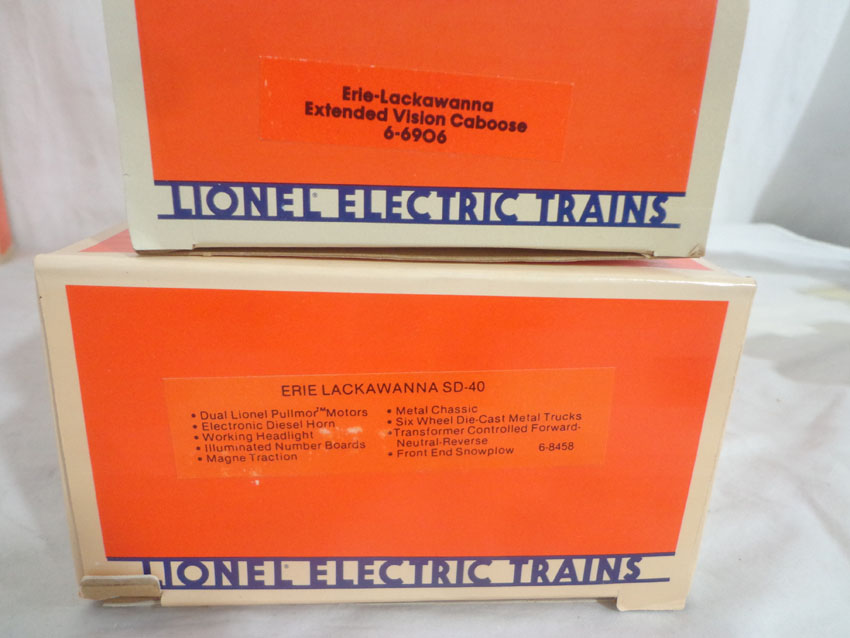 Erie-Lackawanna
Extended Vision Caboose
6-6906
LIONEL® ELECTRIC TRAINS
ERIE LACKAWANNA SD-40
• Dual Lionel Pullmor™ Motors
• Electronic Diesel Horn
• Working Headlight
• Illuminated Number Boards
• Magne Traction
• Metal Chassic
• Six Wheel Die-Cast Metal Trucks
• Transformer Controlled Forward-
Neutral-Reverse
• Front End Snowplow 6-8458
LIONEL® ELECTRIC TRAINS